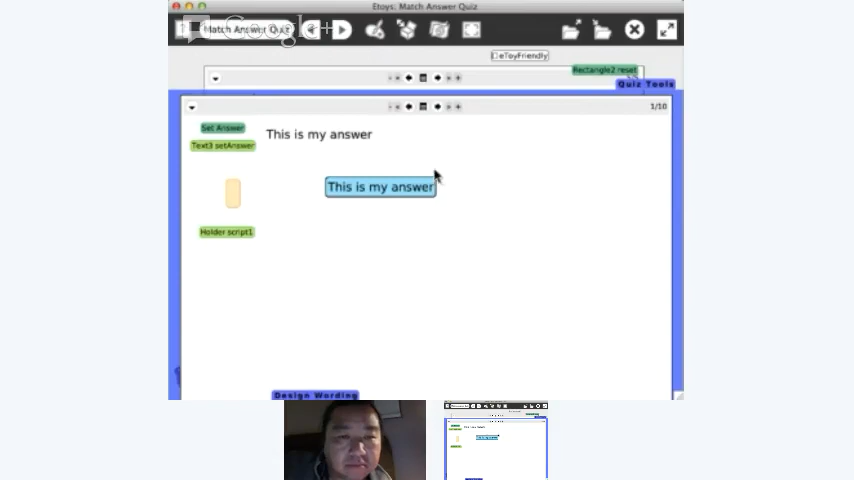 Etoys: Match Answer Quiz
Match Answer Quiz
Google+
eToyFriendly
Rectangle2 reset
Quiz Tools
1/10
Set Answer
This is my answer
Text3 setAnswer
This is my answer
Holder script1
Design Wording